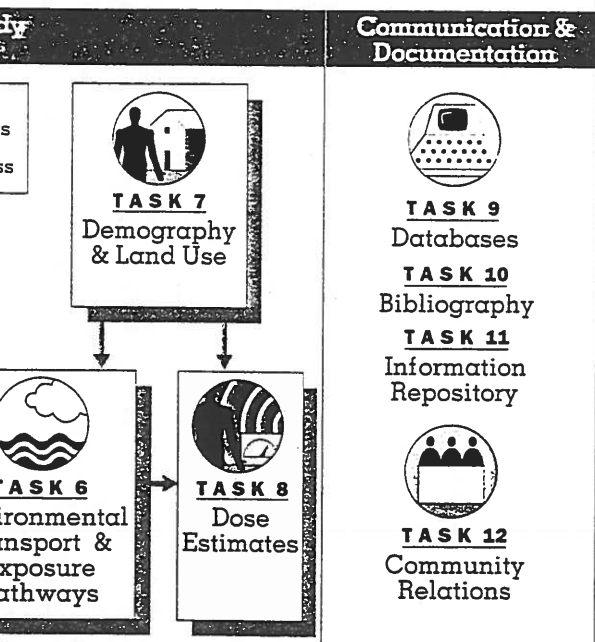 Communication &
Documentation
TASK 7
Demography
& Land Use
TASK 9
Databases
TASK 10
Bibliography
TASK 11
Information
Repository
TASK 6
TASK 8
Dose
Estimates
&
TASK 12
Community
Relations